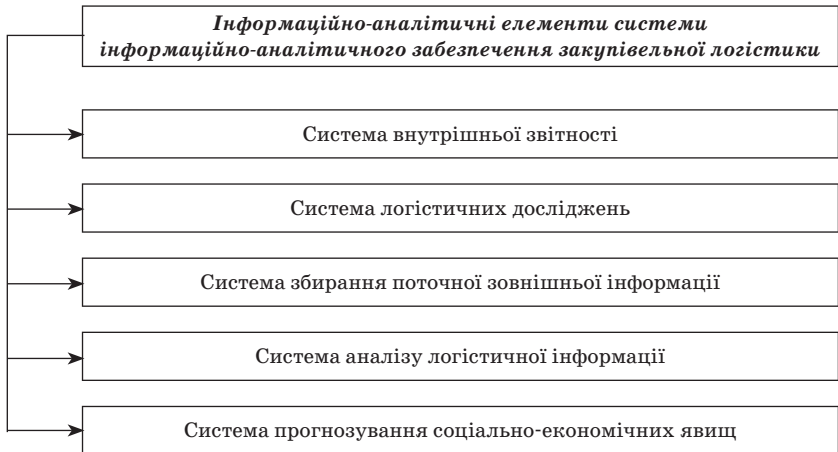 Інформаційно-аналітичні елементи системи
інформаційно-аналітичного забезпечення закупівельної логістики
Система внутрішньої звітності
Система логістичних досліджень
Система збирання поточної зовнішньої інформації
Система аналізу логістичної інформації
Система прогнозування соціально-економічних явищ